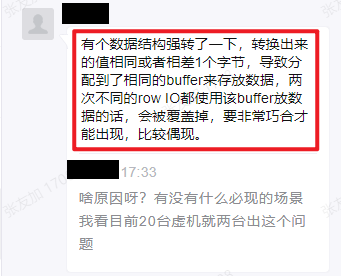 有个数据结构强转了一下，转换出来
的值相同或者相差1个字节，导致分
配到了相同的buffer来存放数据，两
次不同的row IO都使用该buffer放数
据的话，会被覆盖掉，要非常巧合才
能出现，比较偶现。
17:33
啥原因呀？有没有什么必现的场景
我看目前20台虚机就两台出这个问
题
张友加 170